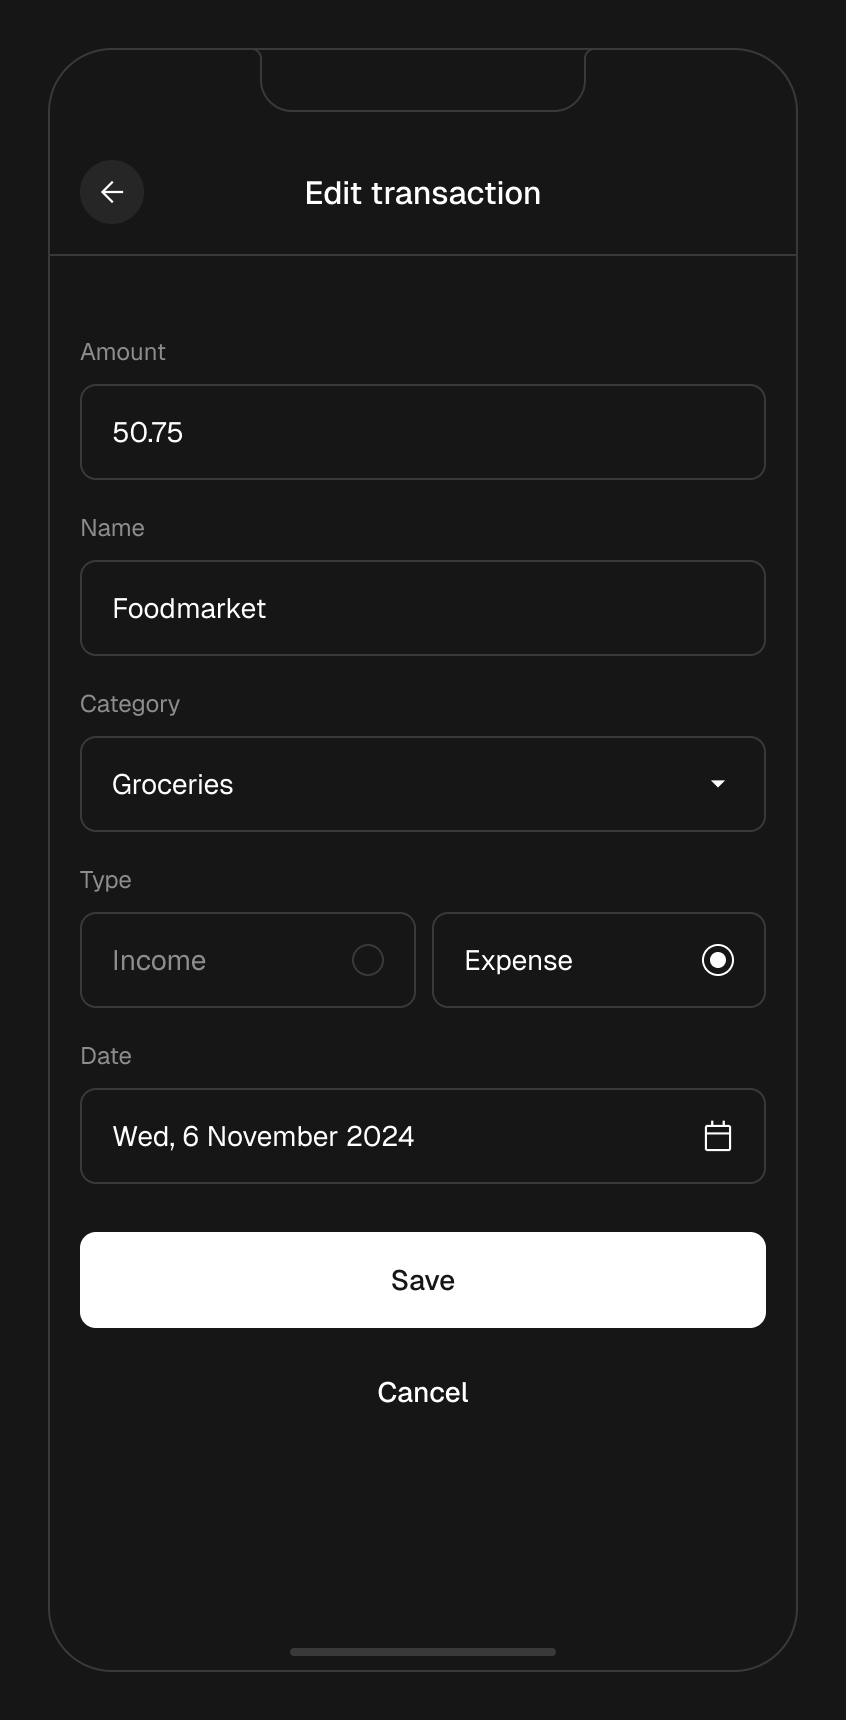 Edit transaction
Amount
50.75
Name
Foodmarket
Category
Groceries
Type
Income
Expense
Date
Wed, 6 November 2024
Save
Cancel